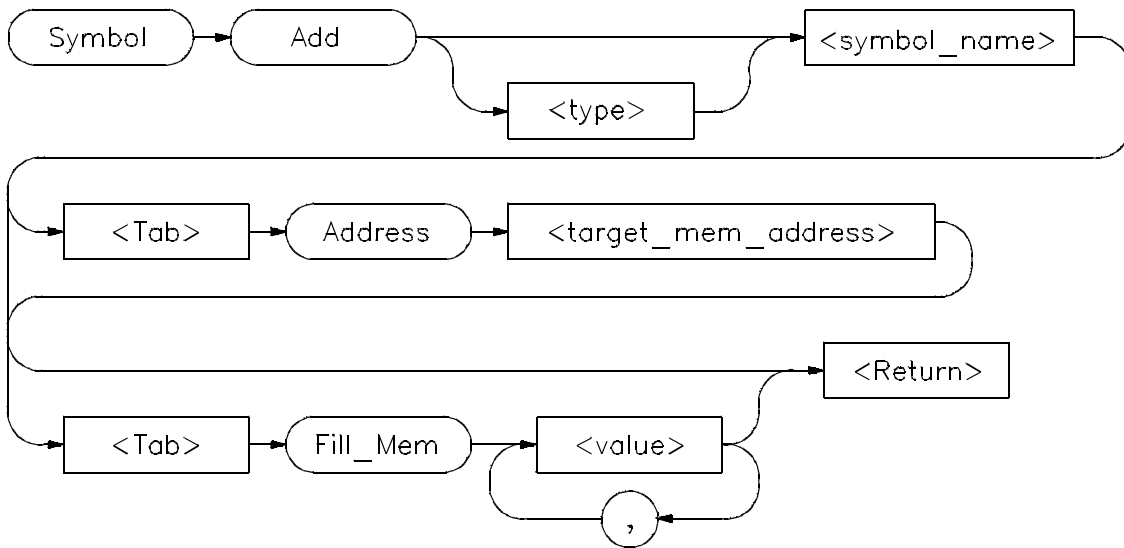 Symbol Add <symbol_name>
<type>
<Tab> Address <target_mem_address>
<Return>
<Tab> Fill_Mem <value>
,